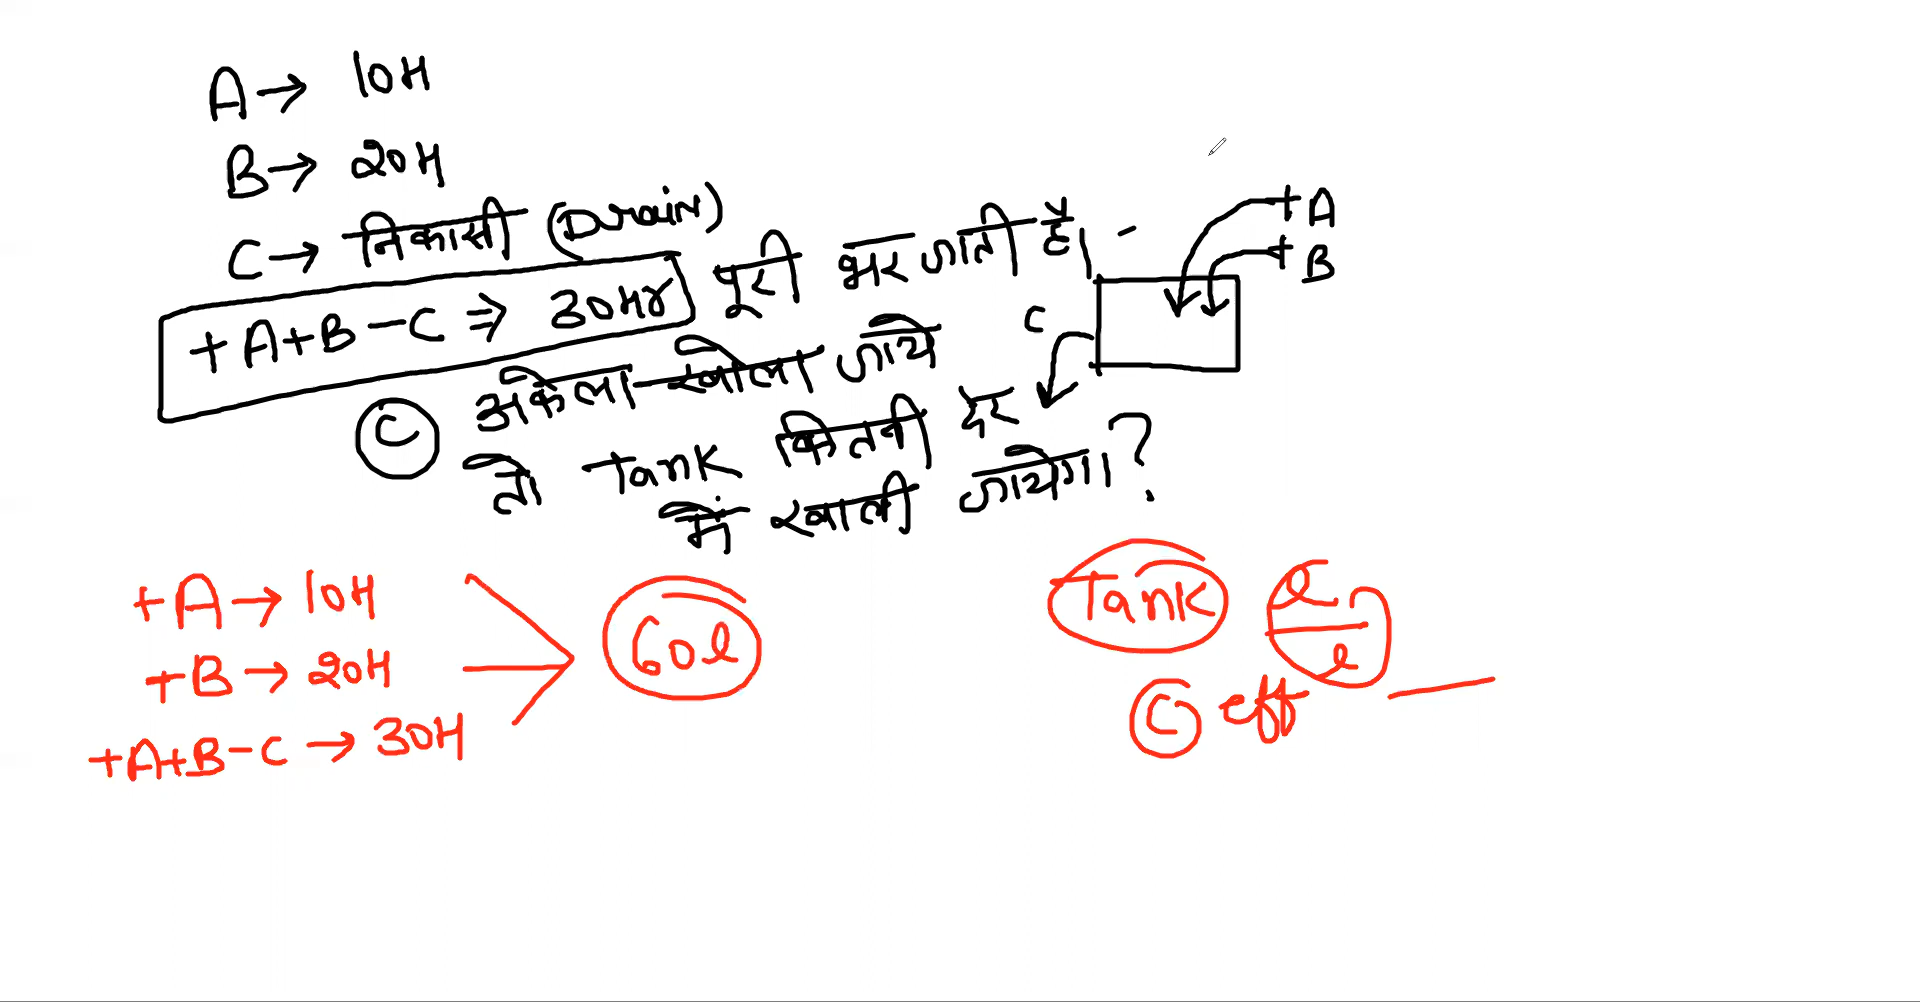 A → 10H
B → 20H
C → निकासी (Drain)
+A+B-C ⇒ 30Hr पूरी भर जाती है।
C अकेला खोला जाये
तो Tank कितनी देर
में खाली जायेगा?
+A
+B
C
+A → 10H
+B → 20H
+A+B-C → 30H
60l
Tank l/l
C eff